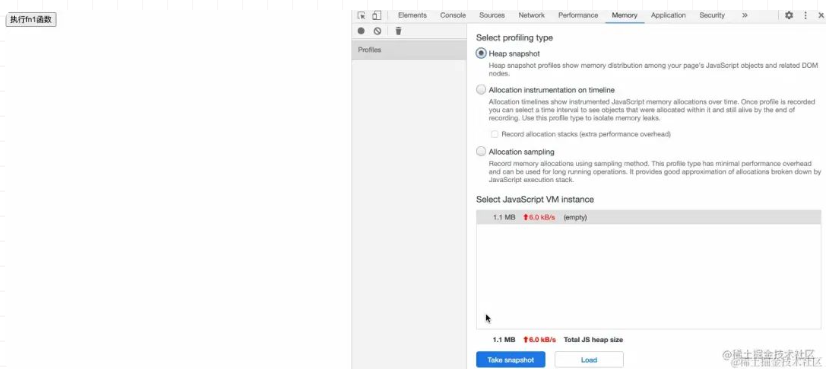 执行fn1函数
Elements Console Sources Network Performance Memory Application Security »
Profiles
Select profiling type
Heap snapshot
Heap snapshot profiles show memory distribution among your page's JavaScript objects and related DOM
nodes.
Allocation instrumentation on timeline
Allocation timelines show instrumented JavaScript memory allocations over time. Once profile is recorded
you can select a time interval to see objects that were allocated within it and still alive by the end of
recording. Use this profile type to isolate memory leaks.
Record allocation stacks (extra performance overhead)
Allocation sampling
Record memory allocations using sampling method. This profile type has minimal performance overhead
and can be used for long running operations. It provides good approximation of allocations broken down by
JavaScript execution stack.
Select JavaScript VM instance
1.1 MB 6.0 kB/s (empty)
1.1 MB 6.0 kB/s Total JS heap size
Take snapshot Load
@稀土掘金技术社区
@稀土掘金技术社区